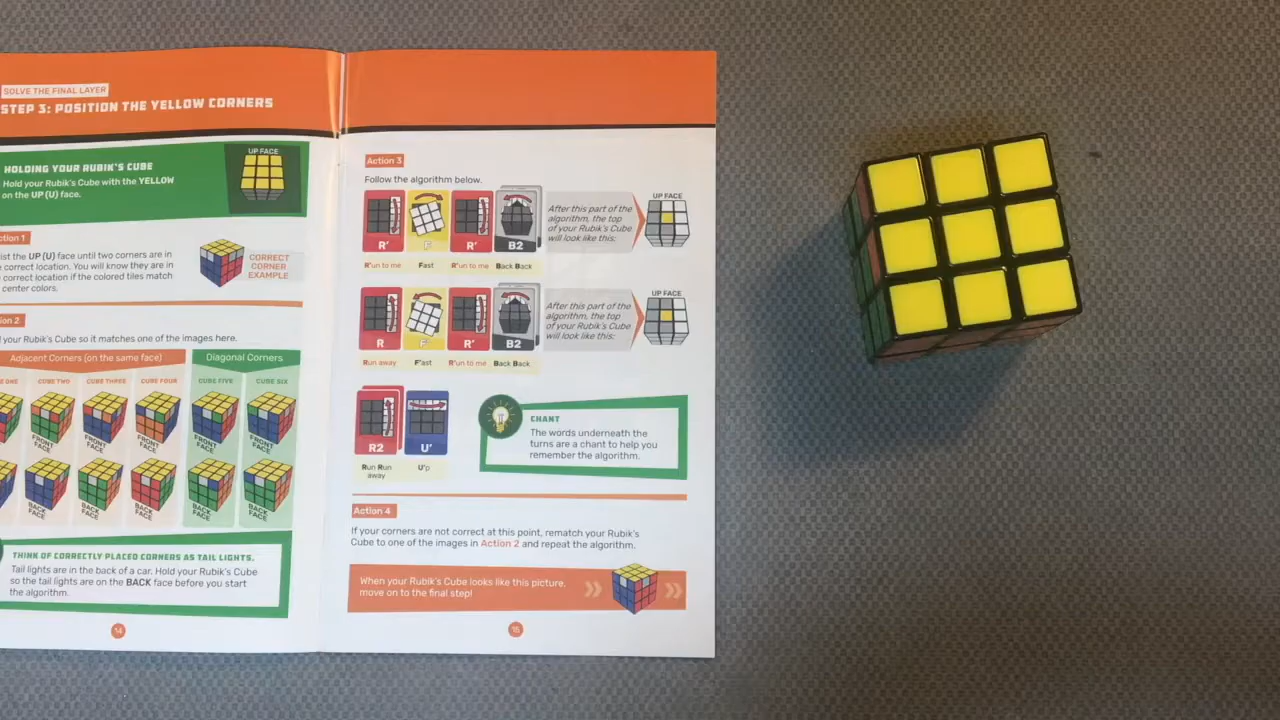 SOLVE THE FINAL LAYER
STEP 3: POSITION THE YELLOW CORNERS
HOLDING YOUR RUBIK'S CUBE
Hold your Rubik's Cube with the YELLOW
on the UP (U) face.
UP FACE
ction 1
ist the UP (U) face until two corners are in
e correct location. You will know they are in
correct location if the colored tiles match
center colors.
CORRECT
CORNER
EXAMPLE
tion 2
your Rubik's Cube so it matches one of the images here.
Adjacent Corners (on the same face)
Diagonal Corners
E ONE
CUBE TWO
CUBE THREE
CUBE FOUR
CUBE FIVE
CUBE SIX
FRONT FACE
FRONT FACE
FRONT FACE
FRONT FACE
FRONT FACE
BACK FACE
BACK FACE
BACK FACE
BACK FACE
BACK FACE
THINK OF CORRECTLY PLACED CORNERS AS TAIL LIGHTS.
Tail lights are in the back of a car. Hold your Rubik's Cube
so the tail lights are on the BACK face before you start
the algorithm.
14
Action 3
Follow the algorithm below.
R'
F
R'
B2
R'un to me
Fast
R'un to me
Back Back
After this part of the
algorithm, the top
of your Rubik's Cube
will look like this:
UP FACE
R
F'
R'
B2
Run away
F'ast
R'un to me
Back Back
After this part of the
algorithm, the top
of your Rubik's Cube
will look like this:
UP FACE
R2
U'
Run Run
away
U'p
CHANT
The words underneath the
turns are a chant to help you
remember the algorithm.
Action 4
If your corners are not correct at this point, rematch your Rubik's
Cube to one of the images in Action 2 and repeat the algorithm.
When your Rubik's Cube looks like this picture,
move on to the final step!
15